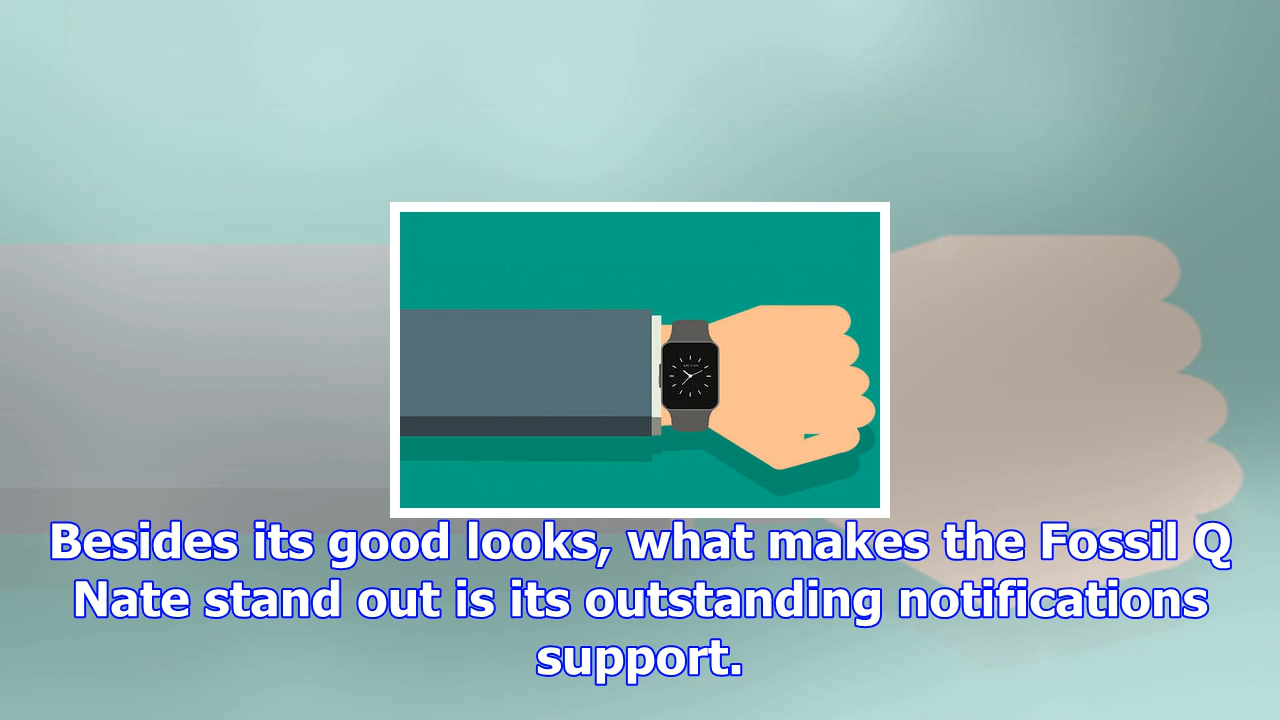 Besides its good looks, what makes the Fossil Q
Nate stand out is its outstanding notifications
support.